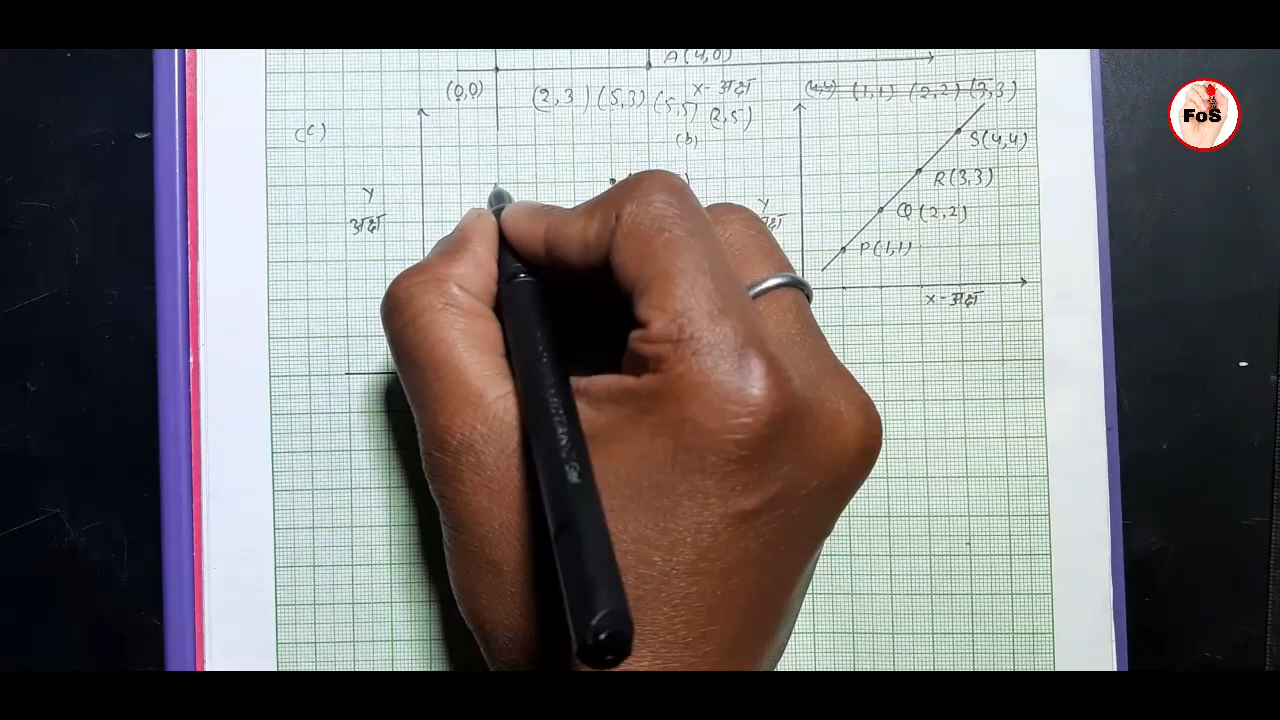 A(4,0)
(0,0)
x-अक्ष
(2,3) (5,3) (5,5) (2,5)
(1,1) (2,2) (3,3)
(c)
(b)
S(4,4)
R(3,3)
Y
अक्ष
Y
Q(2,2)
P(1,1)
x-अक्ष
FoS